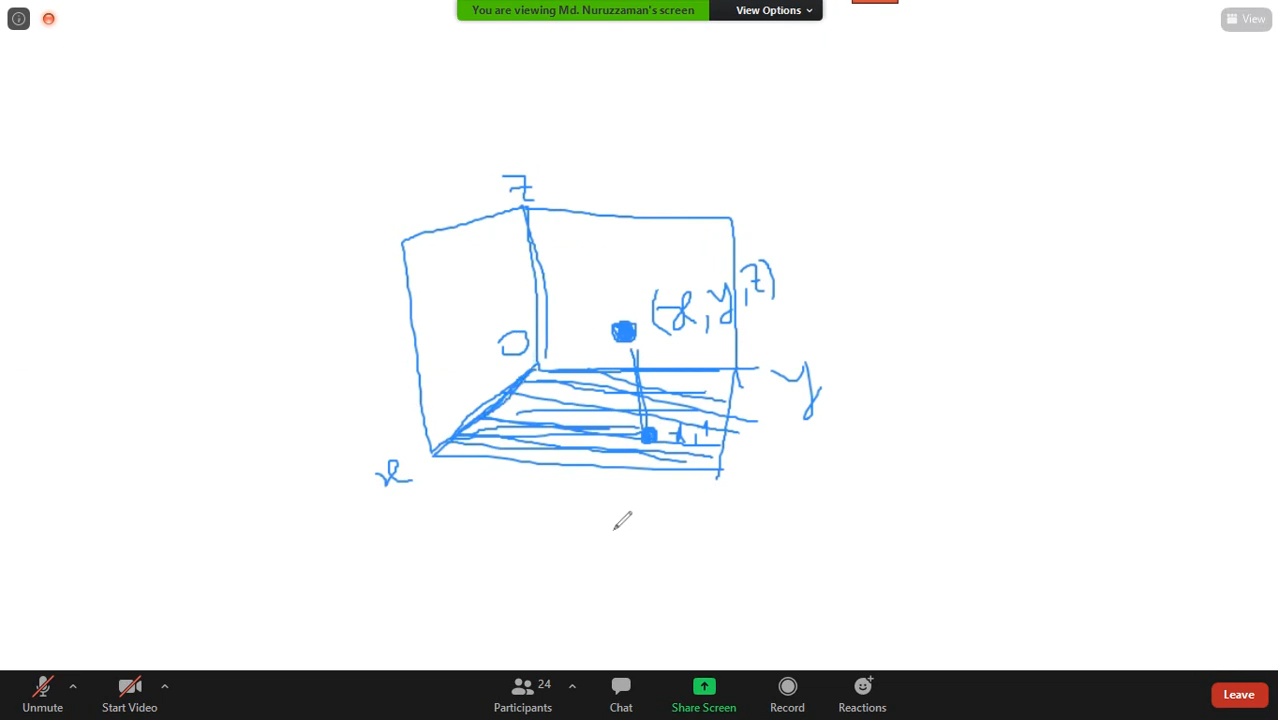 You are viewing Md. Nuruzzaman's screen
View Options
View
z
O
(x, y, z)
y
x
Unmute
Start Video
24
Participants
Chat
Share Screen
Record
Reactions
Leave